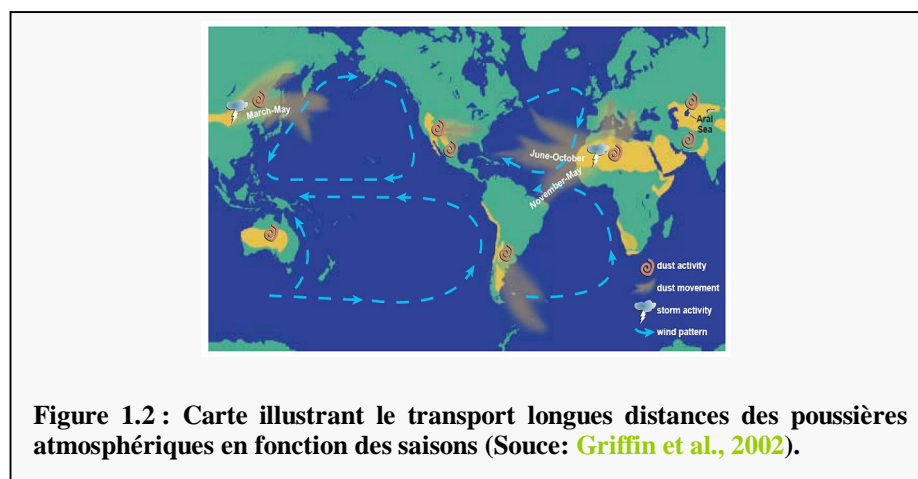 March-May
Aral
Sea
June-October
November-May
dust activity
dust movement
storm activity
wind pattern
Figure 1.2 : Carte illustrant le transport longues distances des poussières
atmosphériques en fonction des saisons (Souce: Griffin et al., 2002).